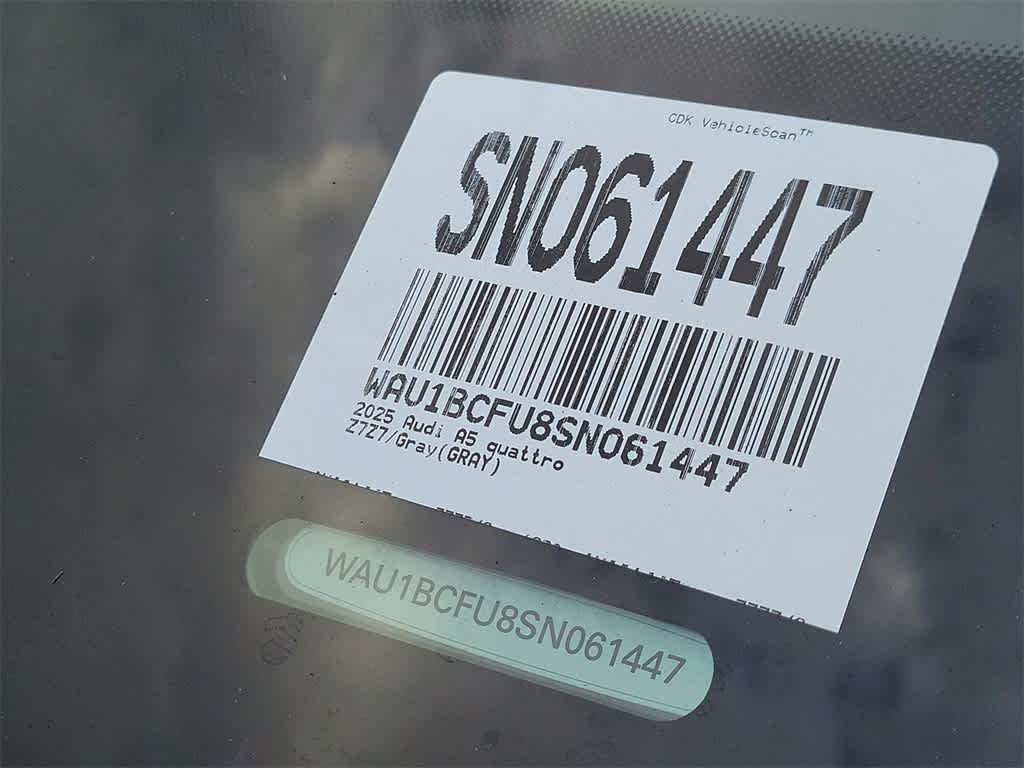 CDK VehicleScan™
SN061447
WAU1BCFU8SN061447
2025 Audi A5 quattro
Z7Z7/Gray(GRAY)
WAU1BCFU8SN061447